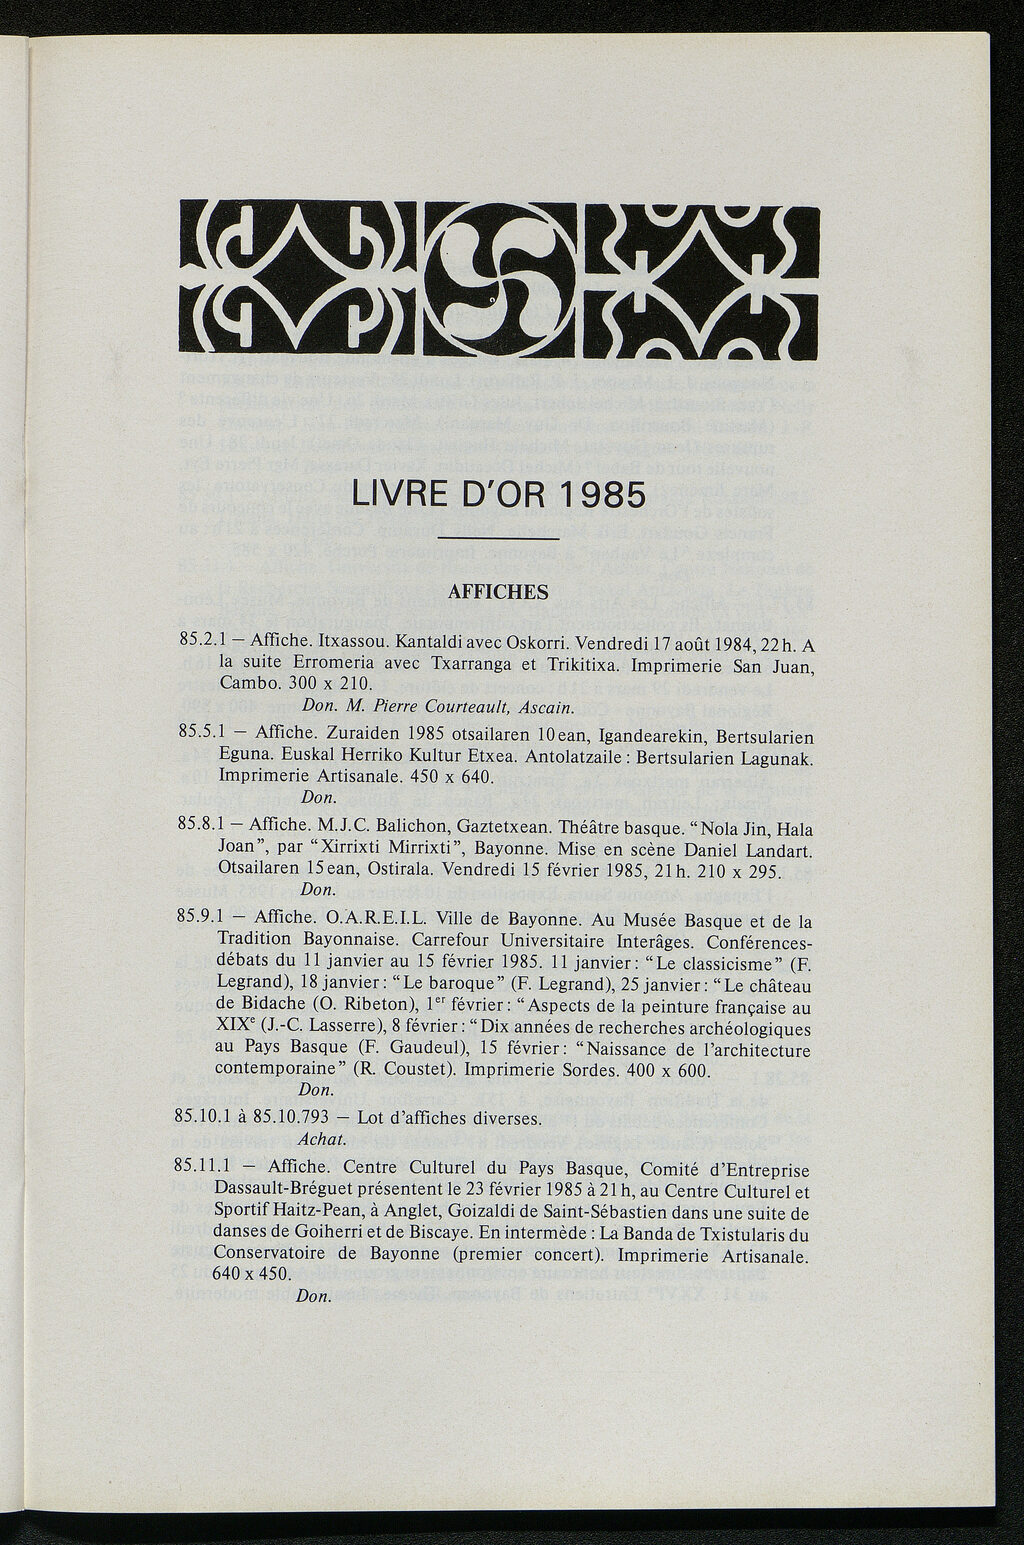 LIVRE D'OR 1985
AFFICHES
85.2.1 — Affiche. Itxassou. Kantaldi avec Oskorri. Vendredi 17 août 1984, 22 h. A
la suite Erromeria avec Txarranga et Trikitixa. Imprimerie San Juan,
Cambo. 300 x 210.
Don. M. Pierre Courteault, Ascain.
85.5.1 — Affiche. Zuraiden 1985 otsailaren 10ean, Igandearekin, Bertsularien
Eguna. Euskal Herriko Kultur Etxea. Antolatzaile : Bertsularien Lagunak.
Imprimerie Artisanale. 450 x 640.
Don.
85.8.1 — Affiche. M.J.C. Balichon, Gaztetxean. Théâtre basque. “Nola Jin, Hala
Joan”, par “Xirrixti Mirrixti”, Bayonne. Mise en scène Daniel Landart.
Otsailaren 15ean, Ostirala. Vendredi 15 février 1985, 21h. 210 x 295.
Don.
85.9.1 — Affiche. O.A.R.E.I.L. Ville de Bayonne. Au Musée Basque et de la
Tradition Bayonnaise. Carrefour Universitaire Interâges. Conférences-
débats du 11 janvier au 15 février 1985. 11 janvier : “Le classicisme” (F.
Legrand), 18 janvier : “Le baroque” (F. Legrand), 25 janvier : “Le château
de Bidache (O. Ribeton), 1er février : “Aspects de la peinture française au
XIXe (J.-C. Lasserre), 8 février : “Dix années de recherches archéologiques
au Pays Basque (F. Gaudeul), 15 février : “Naissance de l'architecture
contemporaine” (R. Coustet). Imprimerie Sordes. 400 x 600.
Don.
85.10.1 à 85.10.793 — Lot d'affiches diverses.
Achat.
85.11.1 — Affiche. Centre Culturel du Pays Basque, Comité d'Entreprise
Dassault-Bréguet présentent le 23 février 1985 à 21 h, au Centre Culturel et
Sportif Haitz-Pean, à Anglet, Goizaldi de Saint-Sébastien dans une suite de
danses de Goiherri et de Biscaye. En intermède : La Banda de Txistularis du
Conservatoire de Bayonne (premier concert). Imprimerie Artisanale.
640 x 450.
Don.